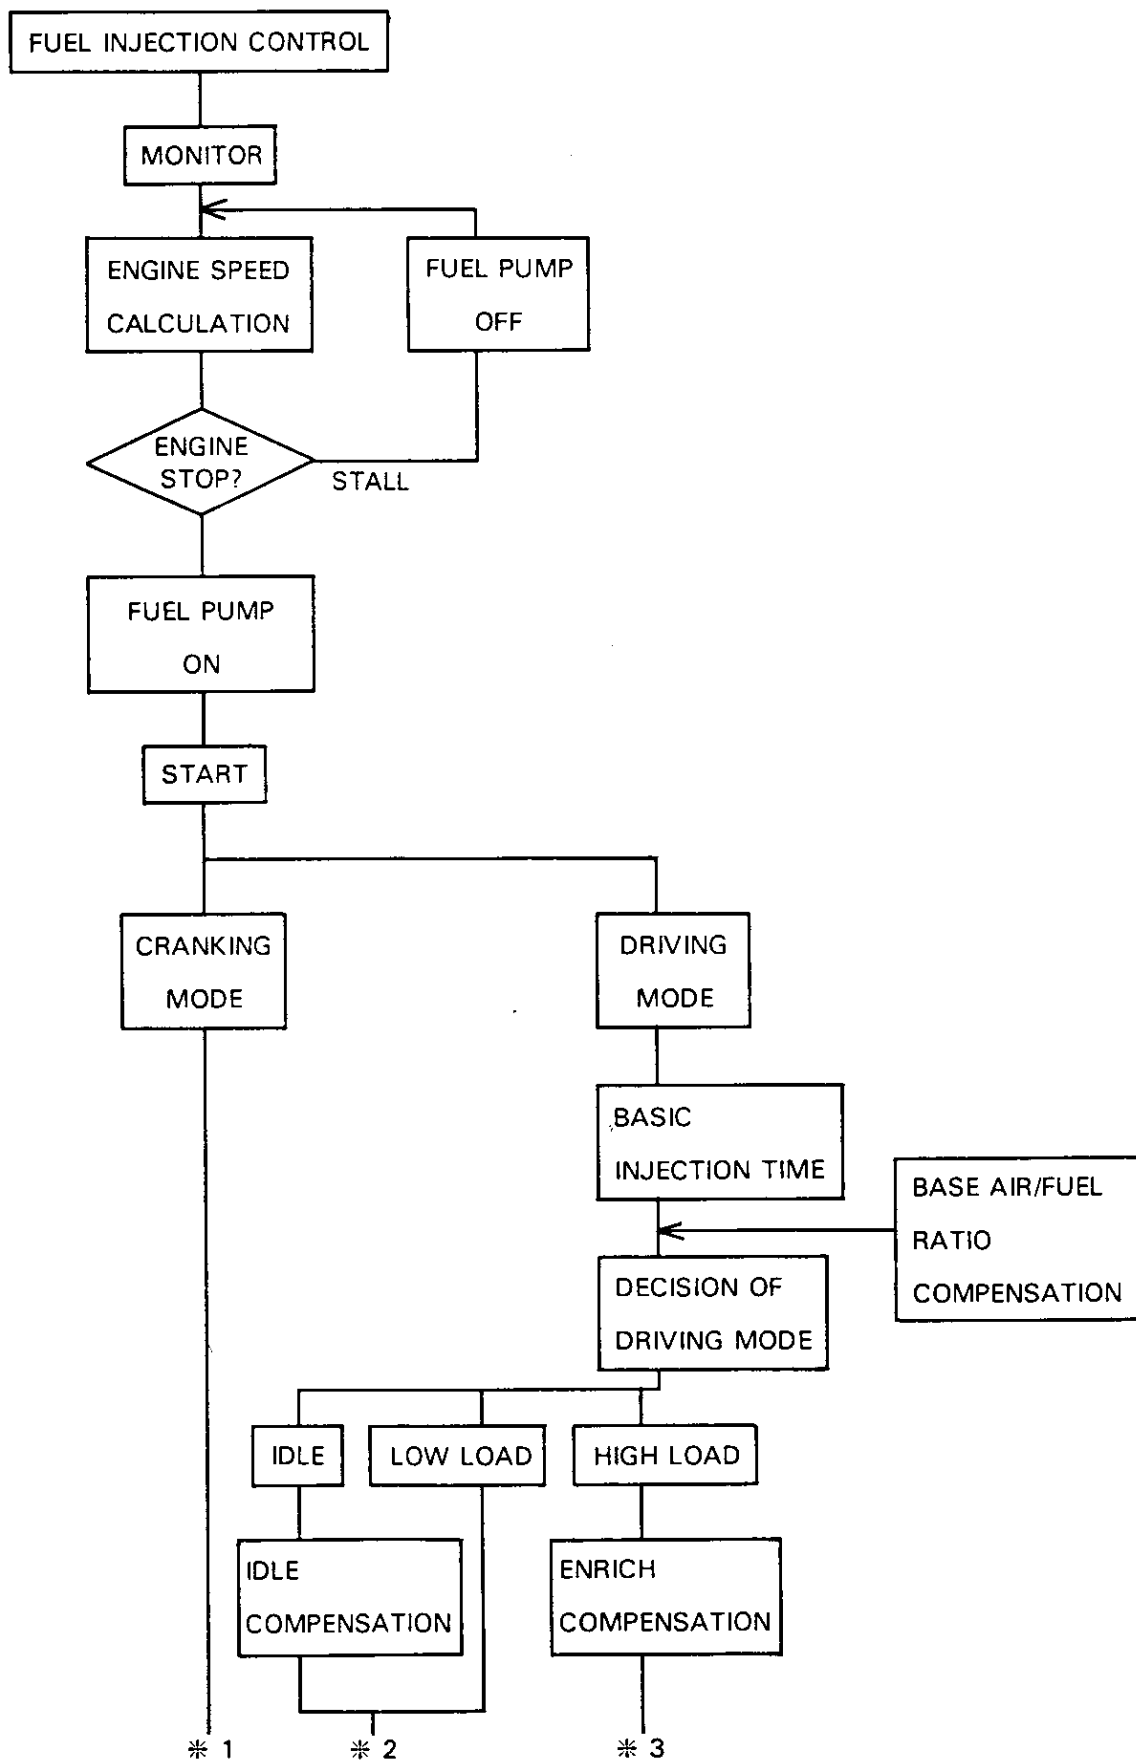 FUEL INJECTION CONTROL
MONITOR
ENGINE SPEED
CALCULATION
FUEL PUMP
OFF
ENGINE
STOP?
STALL
FUEL PUMP
ON
START
CRANKING
MODE
DRIVING
MODE
BASIC
INJECTION TIME
BASE AIR/FUEL
RATIO
COMPENSATION
DECISION OF
DRIVING MODE
IDLE
LOW LOAD
HIGH LOAD
IDLE
COMPENSATION
ENRICH
COMPENSATION
※ 1
※ 2
※ 3